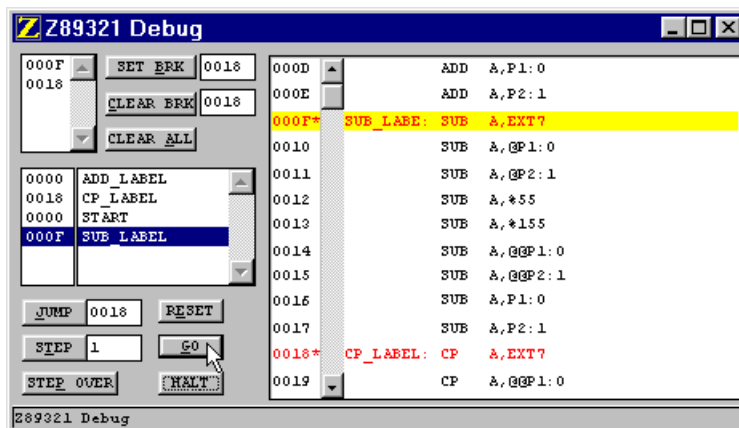 Z Z89321 Debug
000F
0018
SET BRK 0018
CLEAR BRK 0018
CLEAR ALL
0000 ADD_LABEL
0018 CP_LABEL
0000 START
000F SUB_LABEL
JUMP 0018 RESET
STEP 1 GO
STEP OVER HALT
000D ADD A,P1:0
000E ADD A,P2:1
000F* SUB_LABE: SUB A,EXT7
0010 SUB A,@P1:0
0011 SUB A,@P2:1
0012 SUB A,%55
0013 SUB A,%155
0014 SUB A,@@P1:0
0015 SUB A,@@P2:1
0016 SUB A,P1:0
0017 SUB A,P2:1
0018* CP_LABEL: CP A,EXT7
0019 CP A,@@P1:0
Z89321 Debug